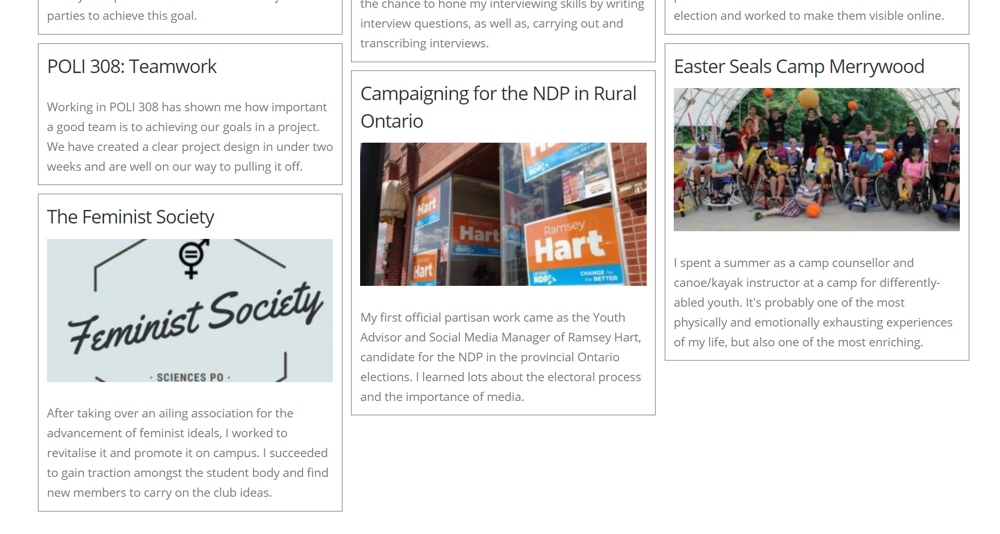 parties to achieve this goal.
POLI 308: Teamwork
Working in POLI 308 has shown me how important
a good team is to achieving our goals in a project.
We have created a clear project design in under two
weeks and are well on our way to pulling it off.
The Feminist Society
Feminist Society
· SCIENCES PO ·
After taking over an ailing association for the
advancement of feminist ideals, I worked to
revitalise it and promote it on campus. I succeeded
to gain traction amongst the student body and find
new members to carry on the club ideas.
the chance to hone my interviewing skills by writing
interview questions, as well as, carrying out and
transcribing interviews.
Campaigning for the NDP in Rural
Ontario
Hart
Ramsey
Hart
NDP
Hart
Ramsey
Hart
ONTARIO
NDP
CHANGE for
the BETTER
My first official partisan work came as the Youth
Advisor and Social Media Manager of Ramsey Hart,
candidate for the NDP in the provincial Ontario
elections. I learned lots about the electoral process
and the importance of media.
election and worked to make them visible online.
Easter Seals Camp Merrywood
I spent a summer as a camp counsellor and
canoe/kayak instructor at a camp for differently-
abled youth. It's probably one of the most
physically and emotionally exhausting experiences
of my life, but also one of the most enriching.